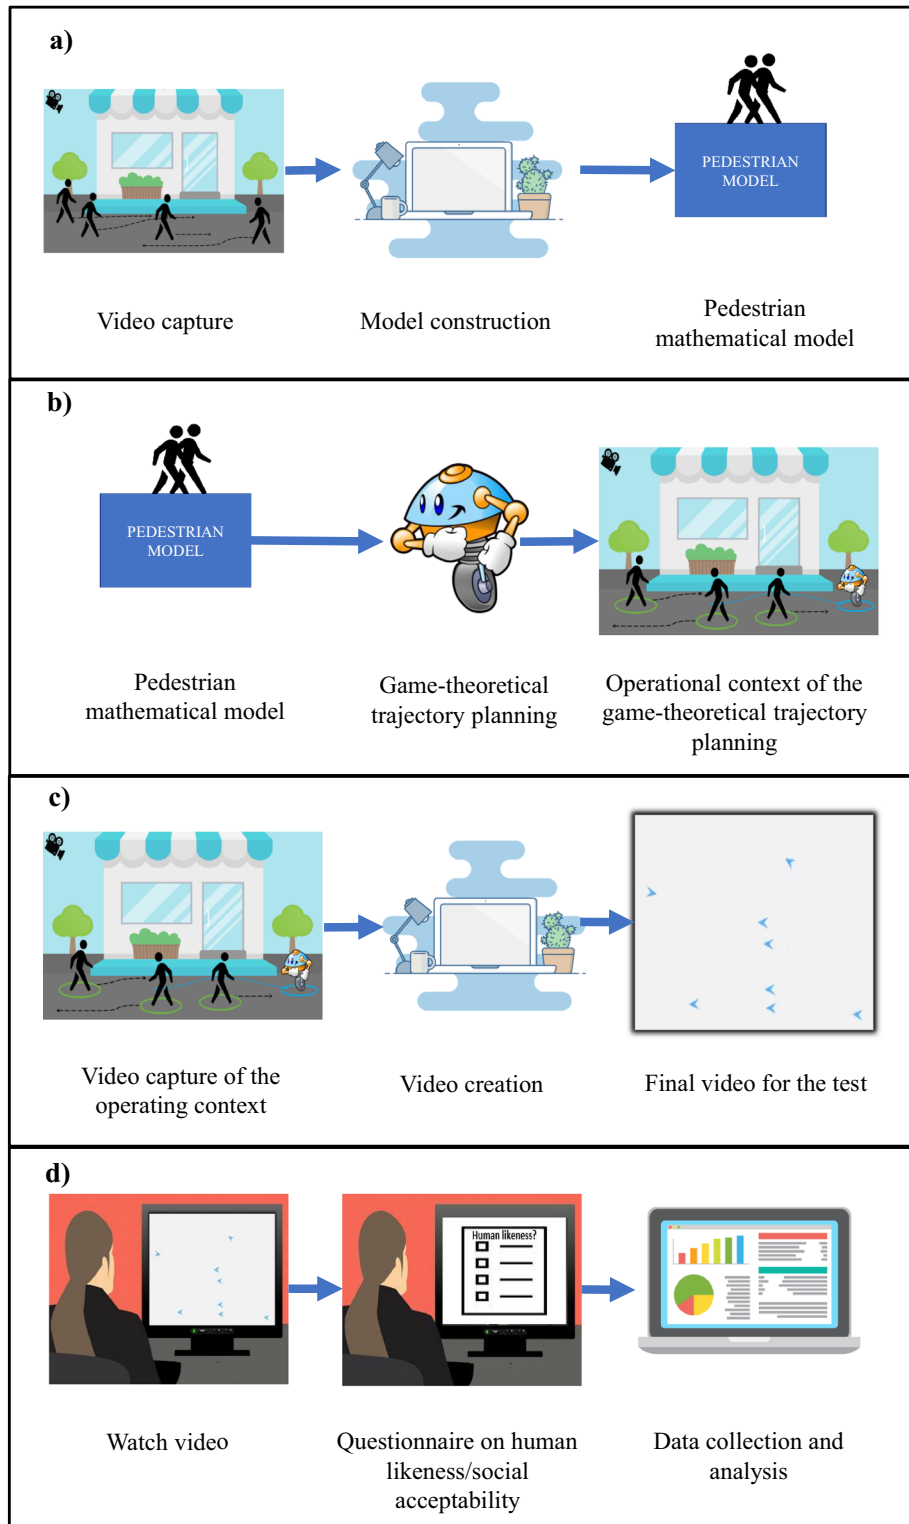 a)
PEDESTRIAN
MODEL
Video capture
Model construction
Pedestrian
mathematical model
b)
PEDESTRIAN
MODEL
Pedestrian
mathematical model
Game-theoretical
trajectory planning
Operational context of the
game-theoretical trajectory
planning
c)
Video capture of the
operating context
Video creation
Final video for the test
d)
Human likeness?
Watch video
Questionnaire on human
likeness/social
acceptability
Data collection and
analysis